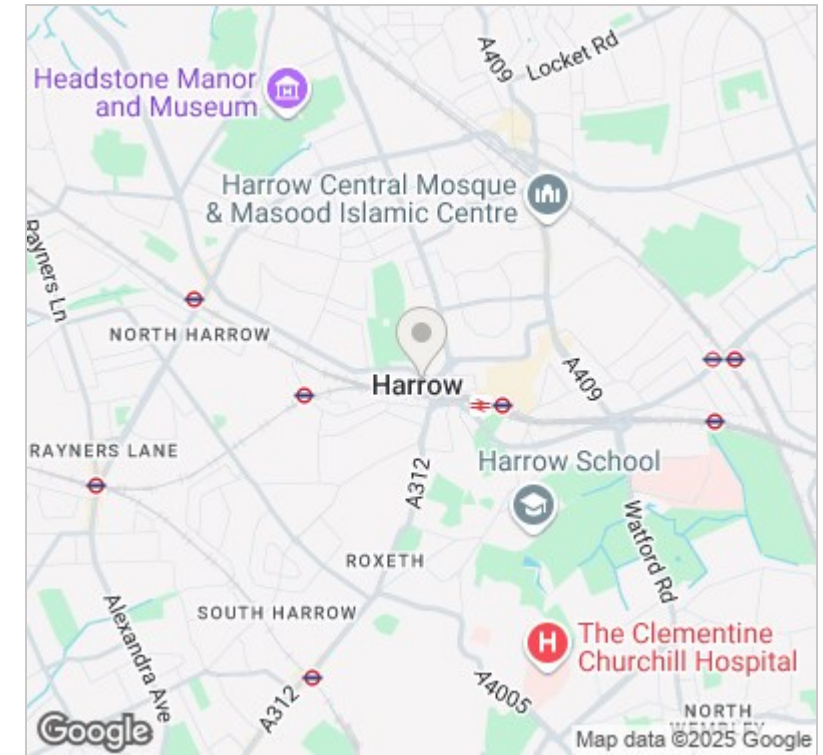 A409
Locket Rd
Headstone Manor
and Museum
Harrow Central Mosque
& Masood Islamic Centre
Rayners Ln
NORTH HARROW
Harrow
A409
RAYNERS LANE
Harrow School
A312
Watford Rd
ROXETH
SOUTH HARROW
Alexandra Ave
H
The Clementine
Churchill Hospital
A312
A4005
NORTH
WEMBLEY
Google
Map data ©2025 Google